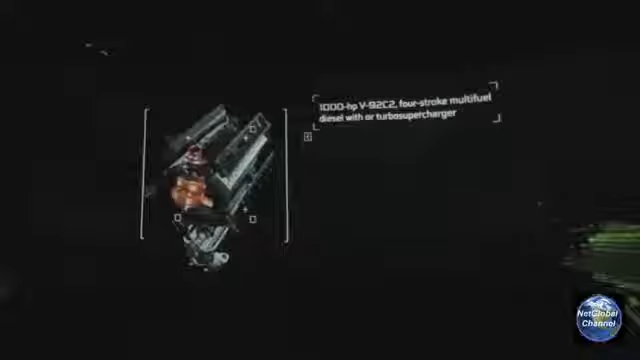 1000-hp V-92C2, four-stroke multifuel
diesel with or turbosupercharger
NetGlobal
Channel